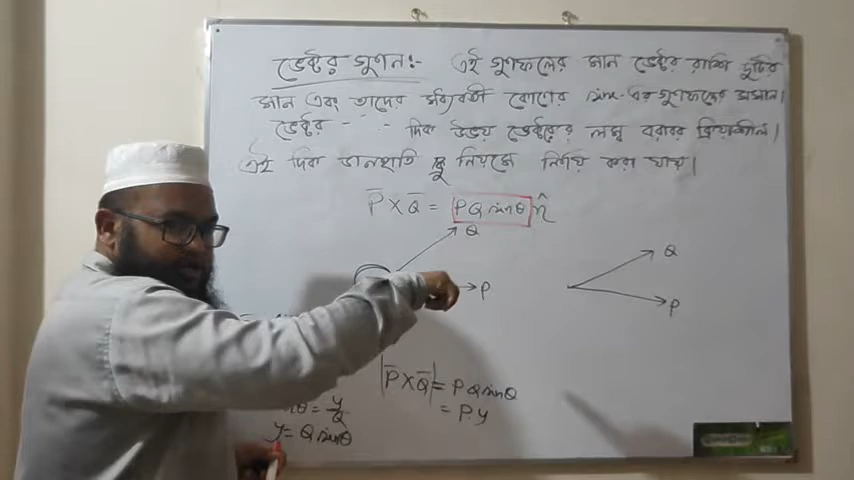 ভেক্টর গুণন:- এই গুণফলের মান ভেক্টর রাশি দুটির
মান এবং তাদের মধ্যবর্তী কোণের sine-এর গুণফলের সমান।
ভেক্টর - - - দিক উভয় ভেক্টরের লম্ব বরাবর ক্রিয়াশীল।
এই দিক ডানহাতি স্ক্রু নিয়মে নির্ণয় করা যায়।
P̄ × Q̄ = PQ sinθ n̂
Q
P
Q
P
|P̄ × Q̄| = PQ sinθ
= P.y
θ = y/Q
y = Q sinθ